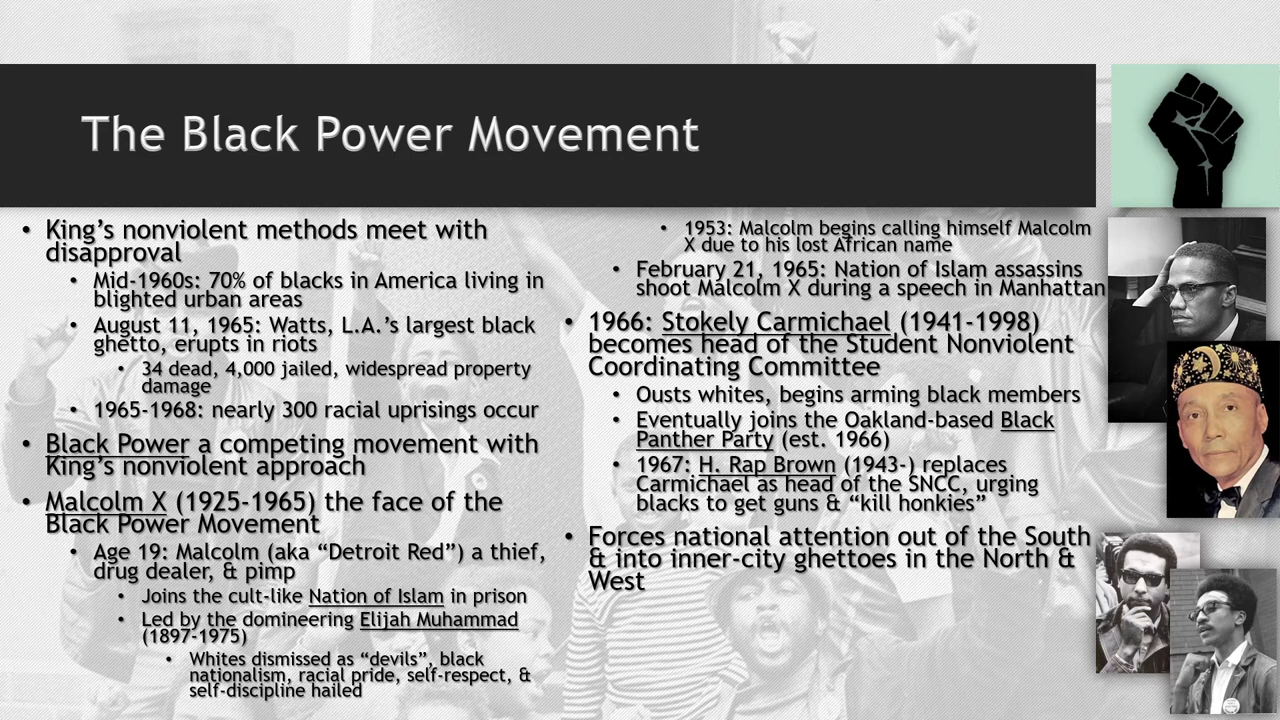 The Black Power Movement
• King’s nonviolent methods meet with
disapproval
• Mid-1960s: 70% of blacks in America living in
blighted urban areas
• August 11, 1965: Watts, L.A.’s largest black
ghetto, erupts in riots
• 34 dead, 4,000 jailed, widespread property
damage
• 1965-1968: nearly 300 racial uprisings occur
• Black Power a competing movement with
King’s nonviolent approach
• Malcolm X (1925-1965) the face of the
Black Power Movement
• Age 19: Malcolm (aka “Detroit Red”) a thief,
drug dealer, & pimp
• Joins the cult-like Nation of Islam in prison
• Led by the domineering Elijah Muhammad
(1897-1975)
• Whites dismissed as “devils”, black
nationalism, racial pride, self-respect, &
self-discipline hailed
• 1953: Malcolm begins calling himself Malcolm
X due to his lost African name
• February 21, 1965: Nation of Islam assassins
shoot Malcolm X during a speech in Manhattan
• 1966: Stokely Carmichael (1941-1998)
becomes head of the Student Nonviolent
Coordinating Committee
• Ousts whites, begins arming black members
• Eventually joins the Oakland-based Black
Panther Party (est. 1966)
• 1967: H. Rap Brown (1943-) replaces
Carmichael as head of the SNCC, urging
blacks to get guns & “kill honkies”
• Forces national attention out of the South
& into inner-city ghettoes in the North &
West